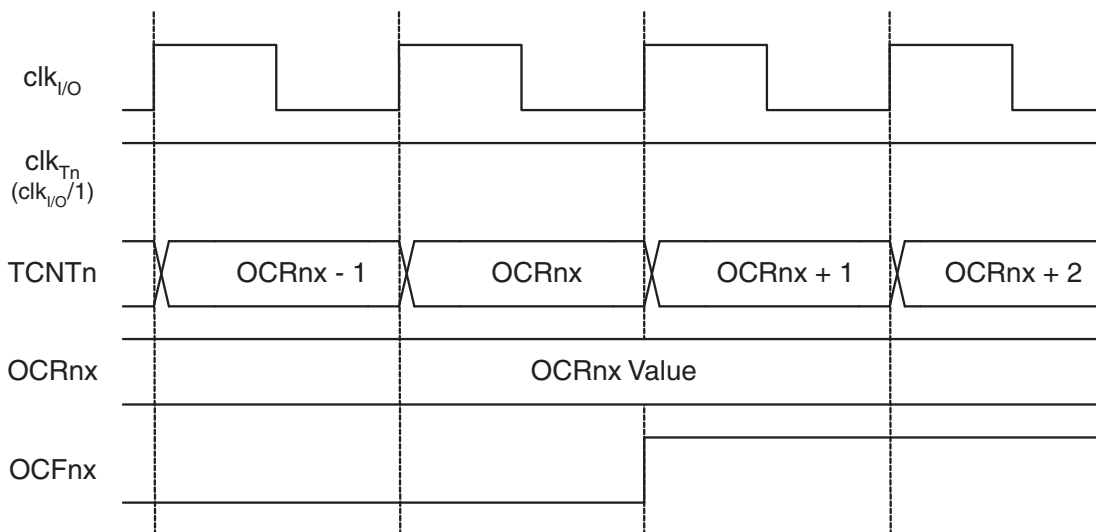 clkI/O
clkTn
(clkI/O/1)
TCNTn
OCRnx - 1
OCRnx
OCRnx + 1
OCRnx + 2
OCRnx
OCRnx Value
OCFnx